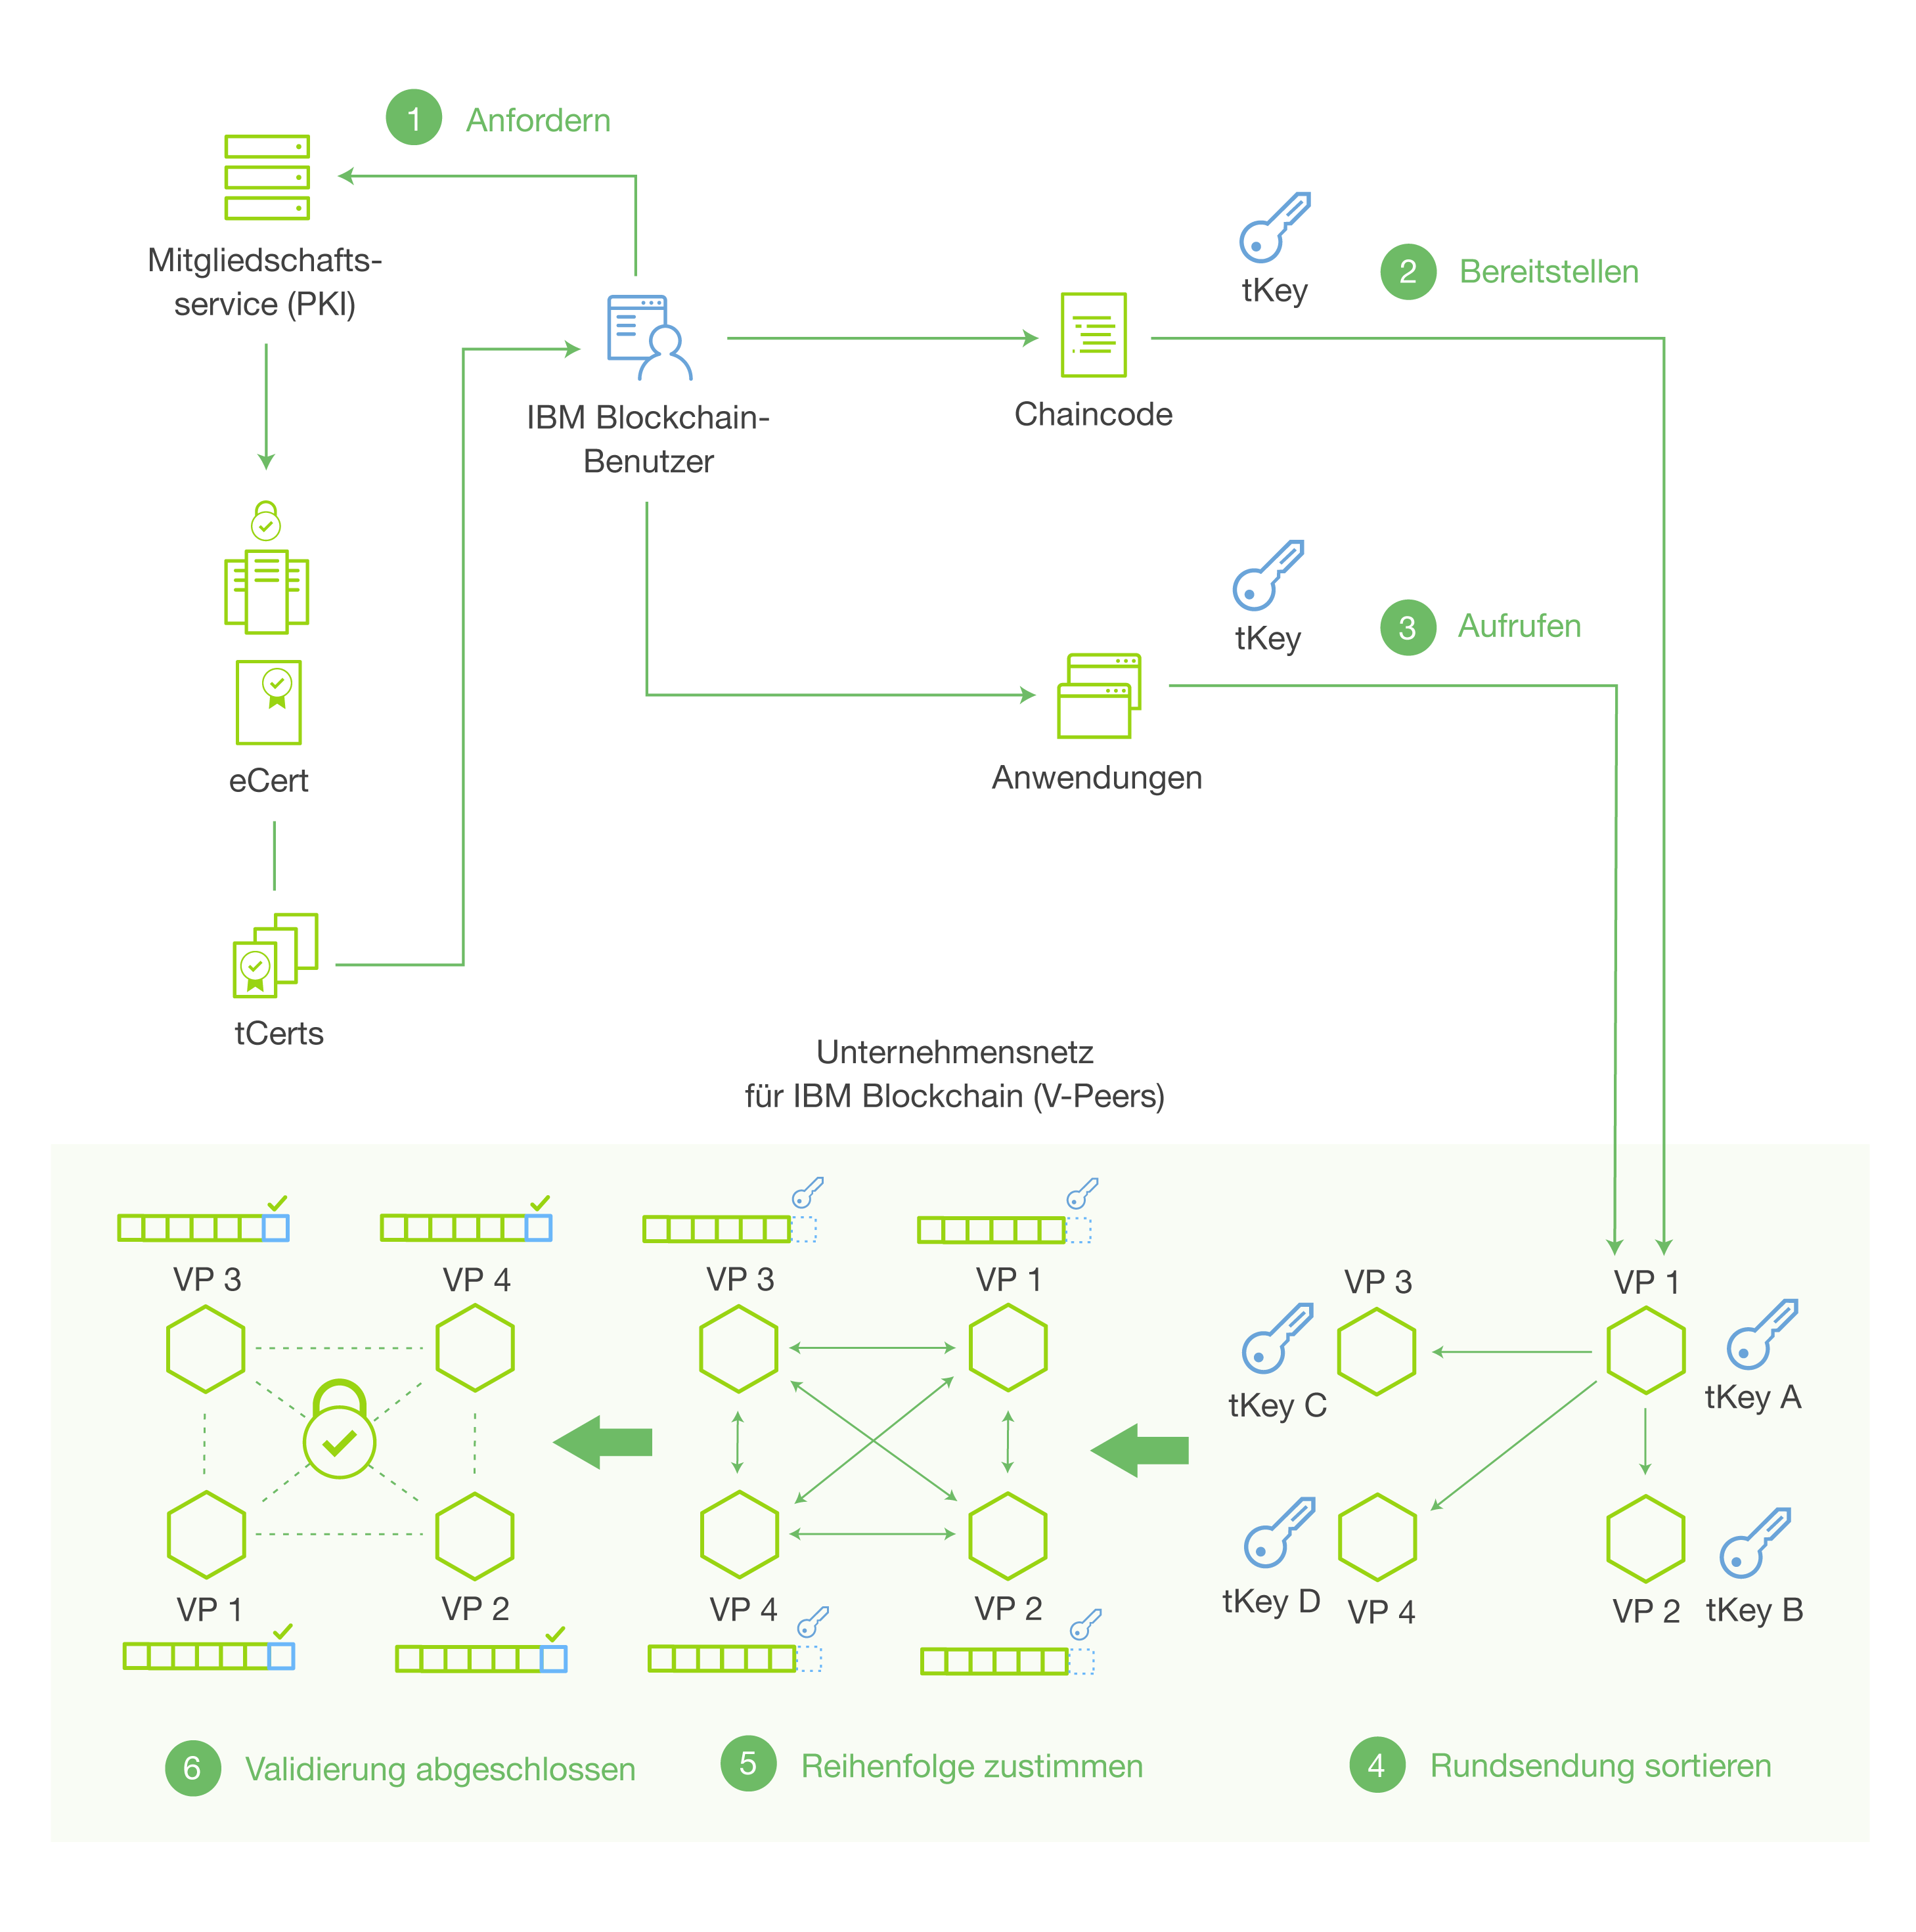 1 Anfordern
Mitgliedschafts-
service (PKI)
tKey
2 Bereitstellen
IBM Blockchain-
Benutzer
Chaincode
tKey
3 Aufrufen
Anwendungen
eCert
tCerts
Unternehmensnetz
für IBM Blockchain (V-Peers)
VP 3
VP 4
VP 3
VP 1
VP 3
VP 1
tKey C
tKey A
VP 1
VP 2
VP 4
VP 2
tKey D
VP 4
VP 2
tKey B
6 Validierung abgeschlossen
5 Reihenfolge zustimmen
4 Rundsendung sortieren